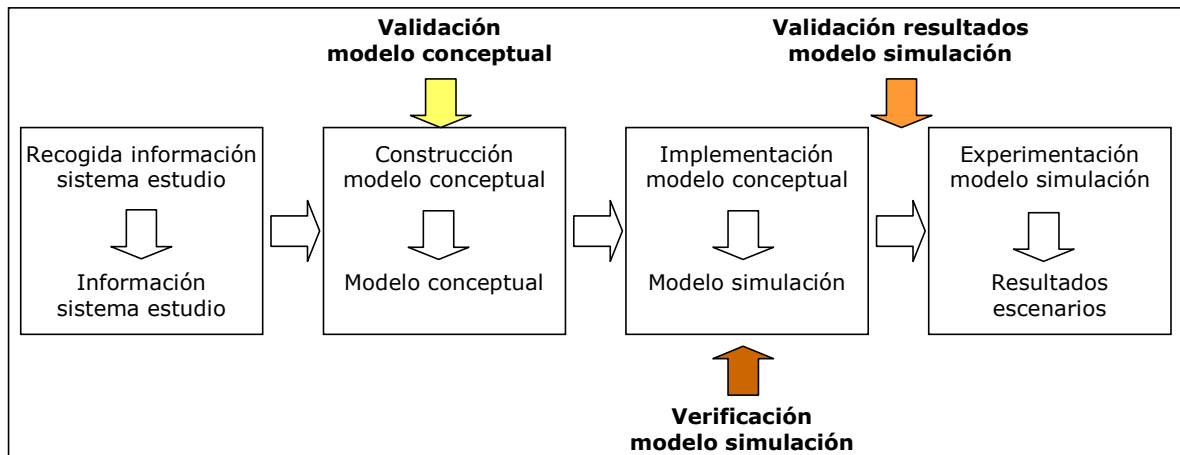 Validación
modelo conceptual
Validación resultados
modelo simulación
Recogida información
sistema estudio
Información
sistema estudio
Construcción
modelo conceptual
Modelo conceptual
Implementación
modelo conceptual
Modelo simulación
Experimentación
modelo simulación
Resultados
escenarios
Verificación
modelo simulación